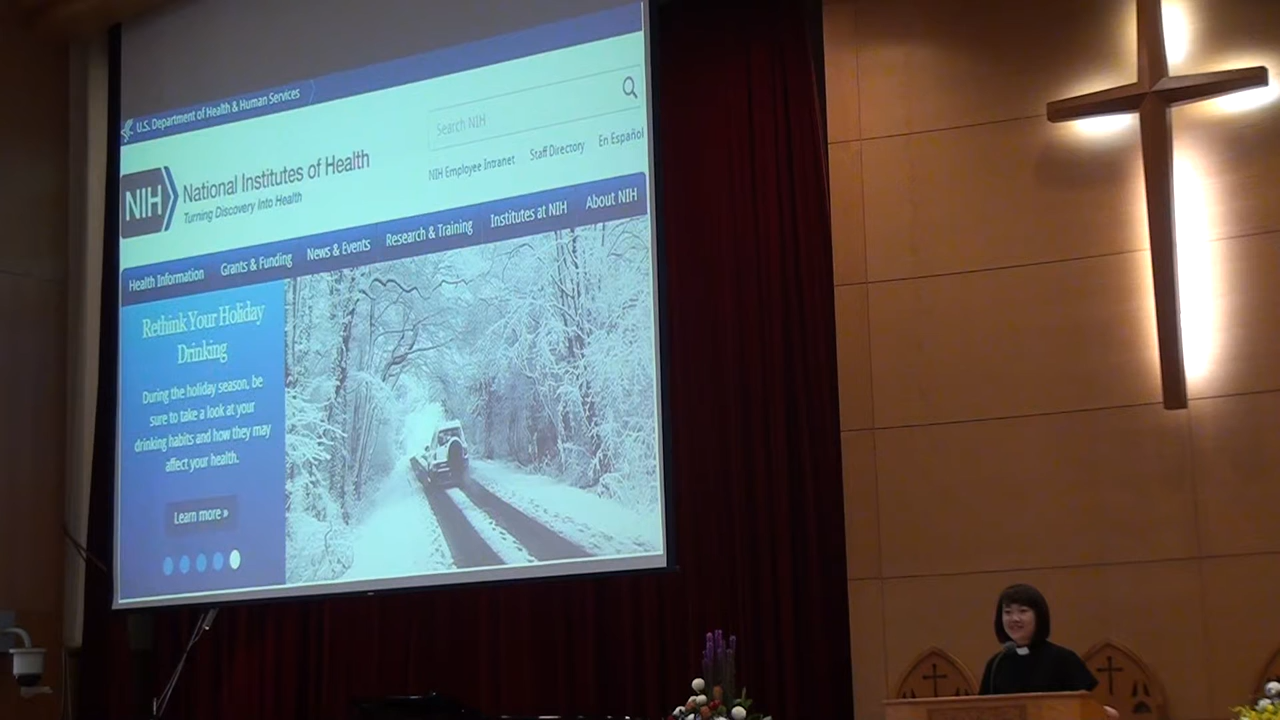 U.S. Department of Health & Human Services
Search NIH
NIH Employee Intranet Staff Directory En Español
NIH National Institutes of Health
Turning Discovery Into Health
Health Information Grants & Funding News & Events Research & Training Institutes at NIH About NIH
Rethink Your Holiday
Drinking
During the holiday season, be
sure to take a look at your
drinking habits and how they may
affect your health.
Learn more »